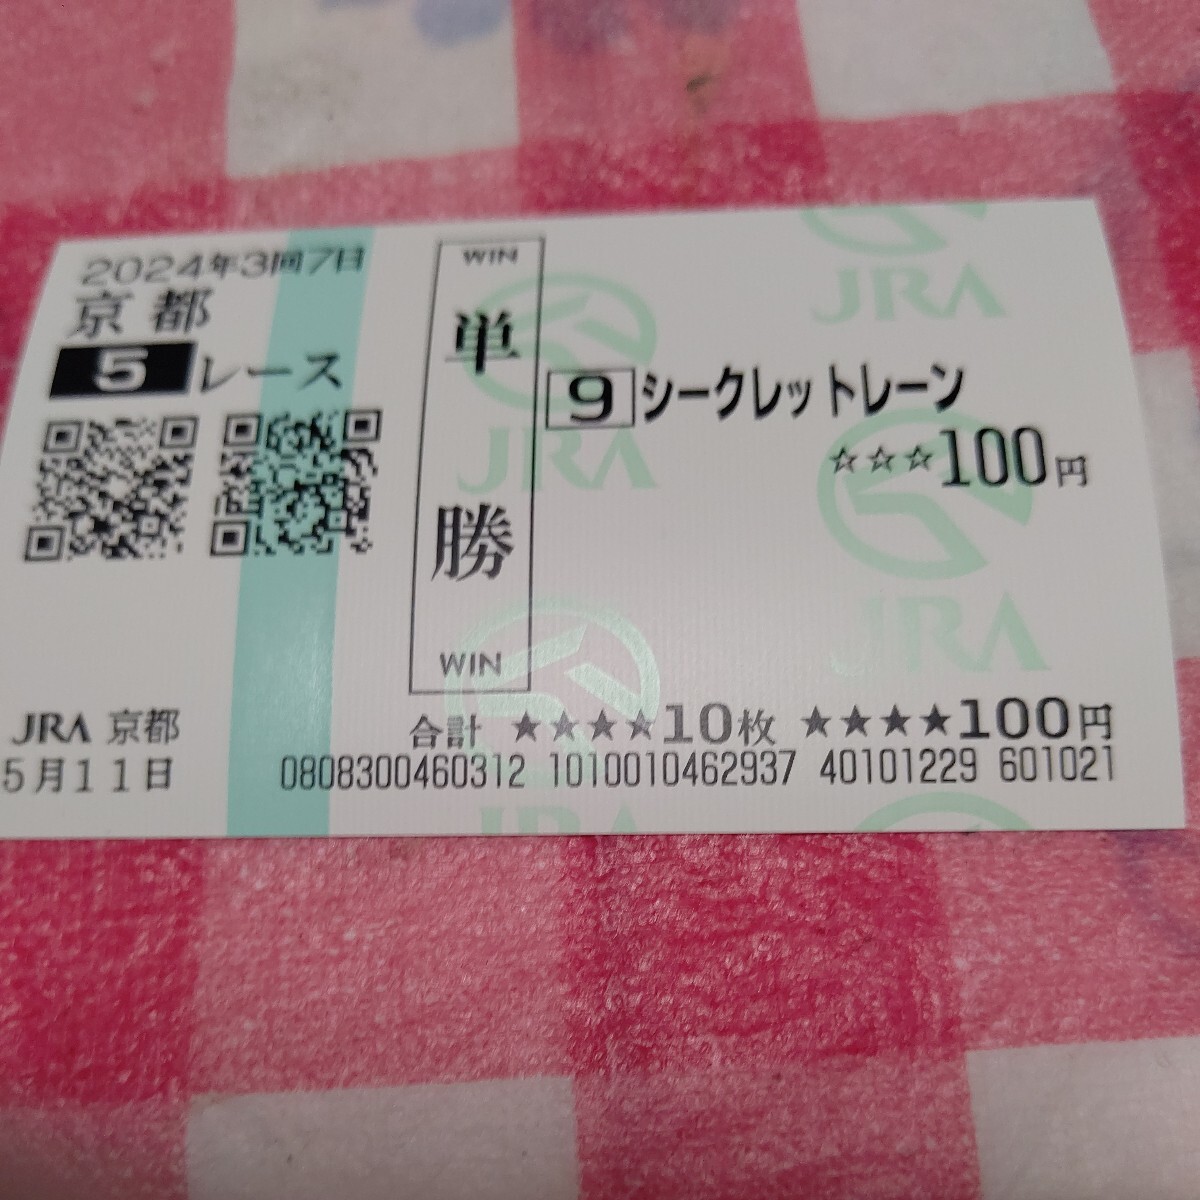 2024年3回7日
京都
5レース
WIN
単勝
WIN
9 シークレットレーン
☆☆☆100円
JRA
JRA
JRA
JRA
JRA 京都
5月11日
合計 ★★★★10枚 ★★★★100円
0808300460312 1010010462937 40101229 601021